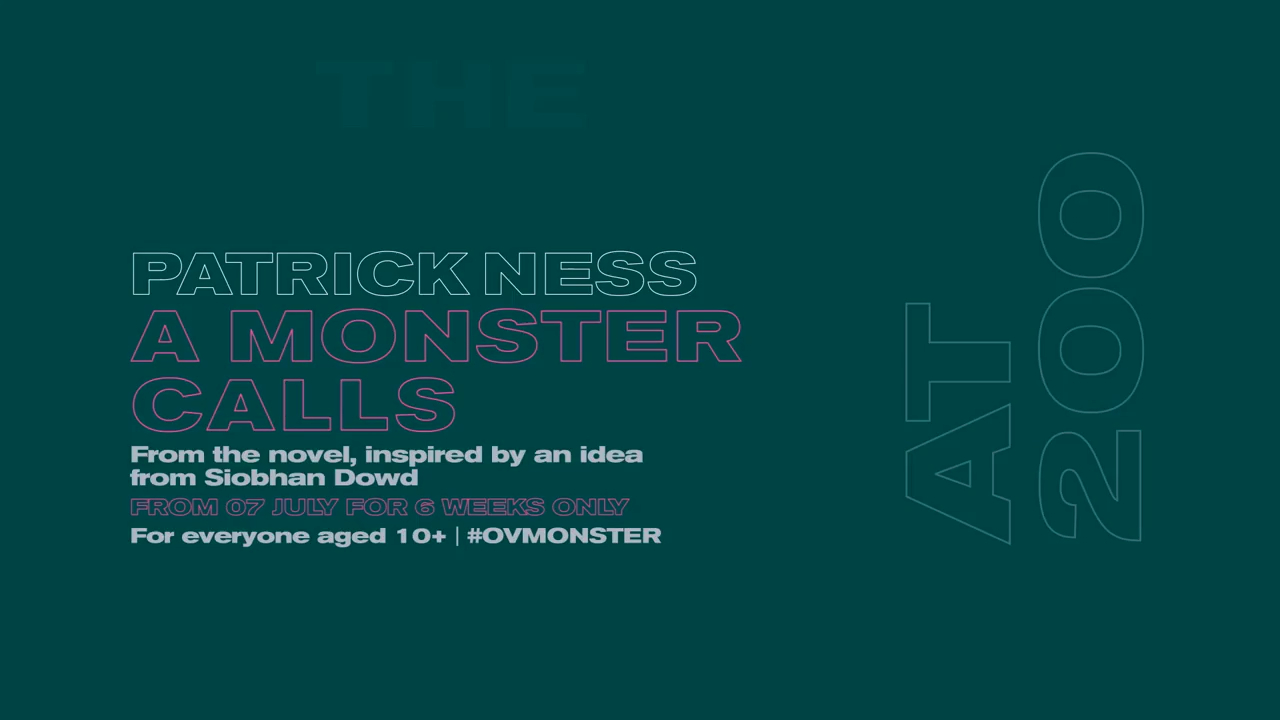 THE
PATRICK NESS
A MONSTER
CALLS
From the novel, inspired by an idea
from Siobhan Dowd
FROM 07 JULY FOR 6 WEEKS ONLY
For everyone aged 10+ | #OVMONSTER
AT
200